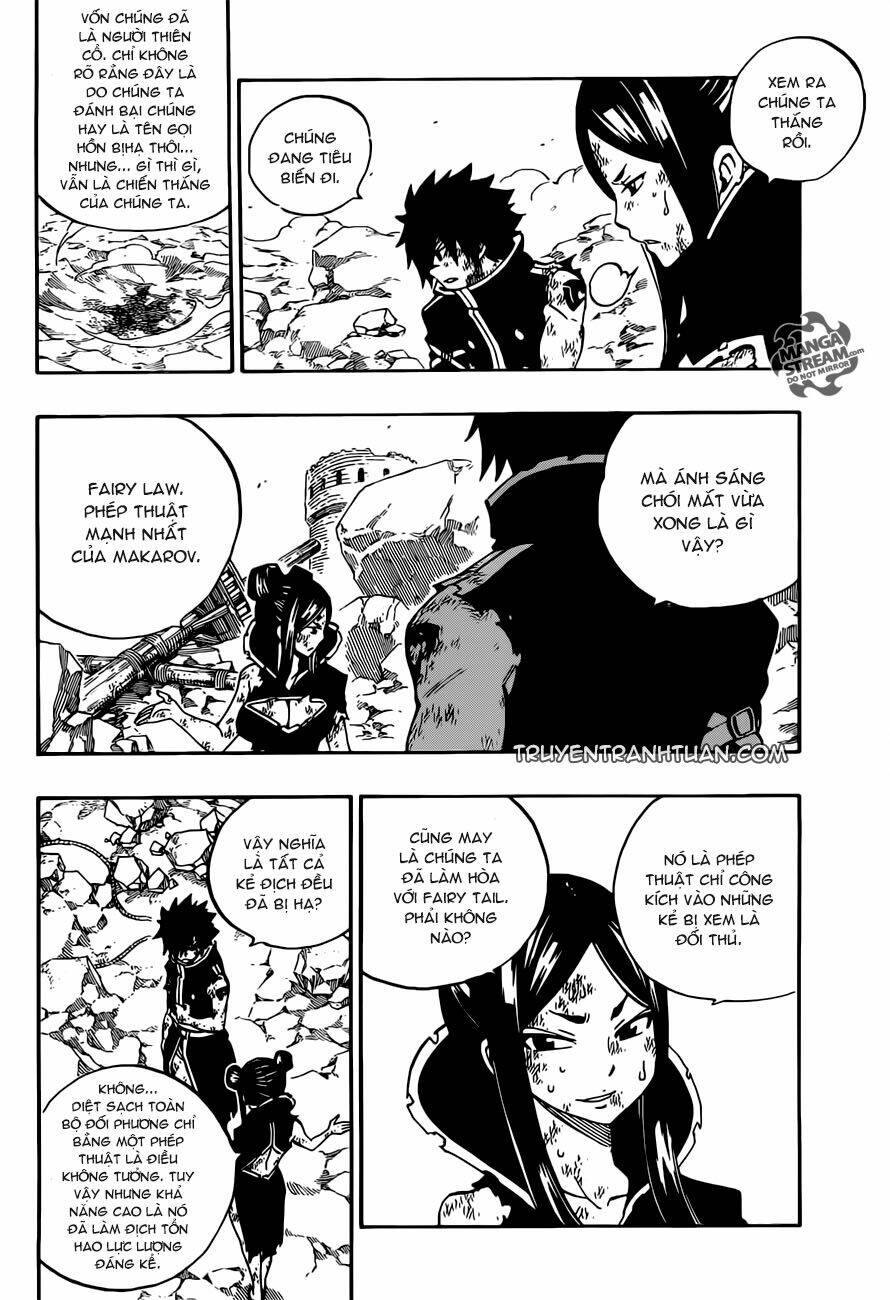 XEM RA
CHÚNG TA
THẮNG
RỒI.
CHÚNG
ĐANG TIÊU
BIẾN ĐI.
VỐN CHÚNG ĐÃ
LÀ NGƯỜI THIÊN
CỔ. CHỈ KHÔNG
RÕ RẰNG ĐÂY LÀ
DO CHÚNG TA
ĐÁNH BẠI CHÚNG
HAY LÀ TÊN GỌI
HỒN BỊHẠ THÔI...
NHƯNG... GÌ THÌ GÌ,
VẪN LÀ CHIẾN THẮNG
CỦA CHÚNG TA.
MANGA
STREAM.com
DO NOT MIRROR!
MÀ ÁNH SÁNG
CHÓI MẮT VỪA
XONG LÀ GÌ
VẬY?
FAIRY LAW.
PHÉP THUẬT
MẠNH NHẤT
CỦA MAKAROV.
TRUYENTRANHTUAN.COM
NÓ LÀ PHÉP
THUẬT CHỈ CÔNG
KÍCH VÀO NHỮNG
KẺ BỊ XEM LÀ
ĐỐI THỦ.
CŨNG MAY
LÀ CHÚNG TA
ĐÃ LÀM HÒA
VỚI FAIRY TAIL.
PHẢI KHÔNG
NÀO?
VẬY NGHĨA
LÀ TẤT CẢ
KẺ ĐỊCH ĐỀU
ĐÃ BỊ HẠ?
KHÔNG...
DIỆT SẠCH TOÀN
BỘ ĐỐI PHƯƠNG CHỈ
BẰNG MỘT PHÉP
THUẬT LÀ ĐIỀU
KHÔNG TƯỞNG. TUY
VẬY NHƯNG KHẢ
NĂNG CAO LÀ NÓ
ĐÃ LÀM ĐỊCH TỔN
HAO LỰC LƯỢNG
ĐÁNG KỂ.